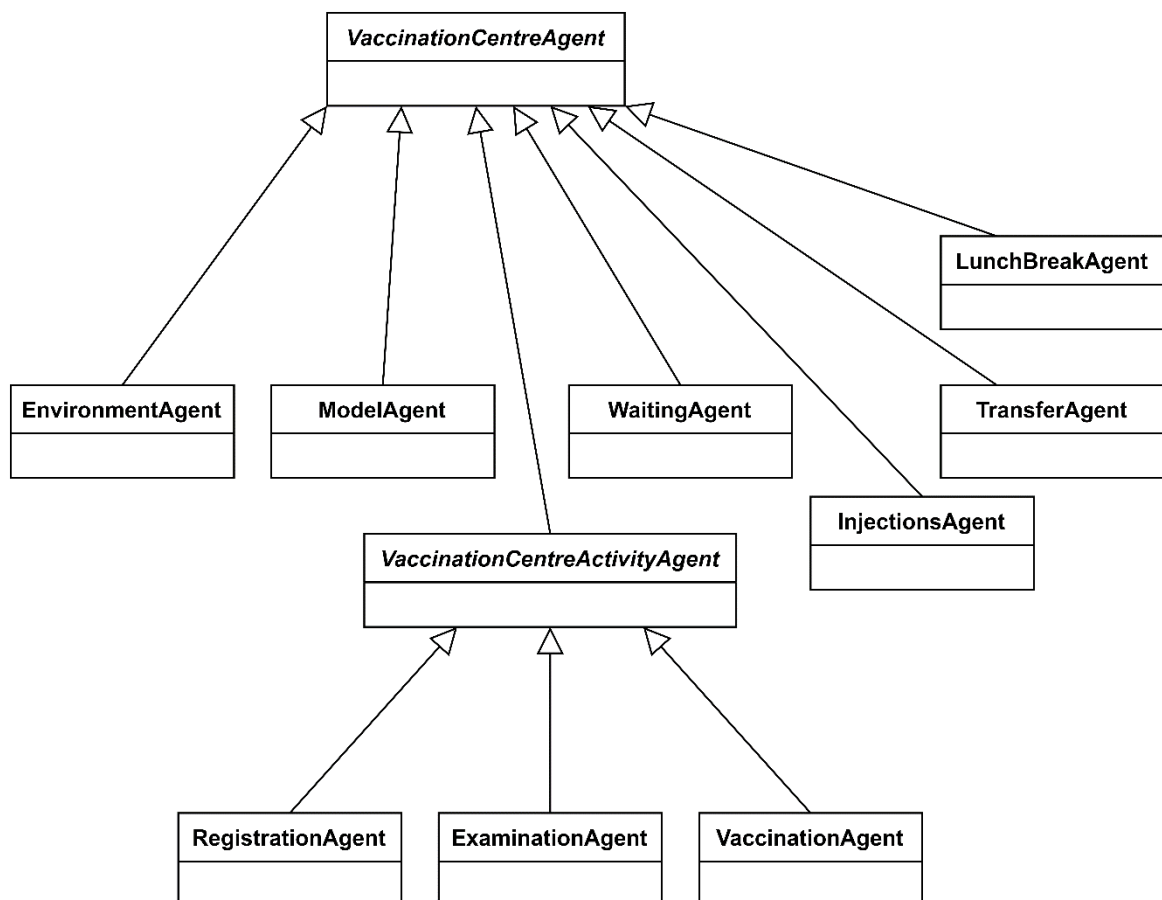 VaccinationCentreAgent
LunchBreakAgent
EnvironmentAgent
ModelAgent
WaitingAgent
TransferAgent
InjectionsAgent
VaccinationCentreActivityAgent
RegistrationAgent
ExaminationAgent
VaccinationAgent